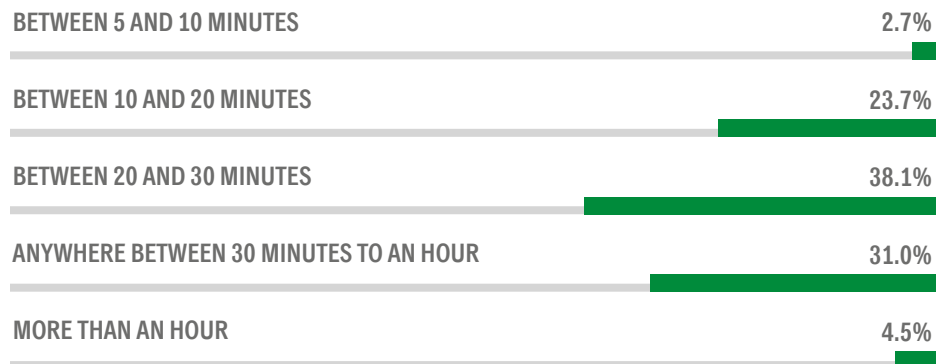 BETWEEN 5 AND 10 MINUTES 2.7%
BETWEEN 10 AND 20 MINUTES 23.7%
BETWEEN 20 AND 30 MINUTES 38.1%
ANYWHERE BETWEEN 30 MINUTES TO AN HOUR 31.0%
MORE THAN AN HOUR 4.5%